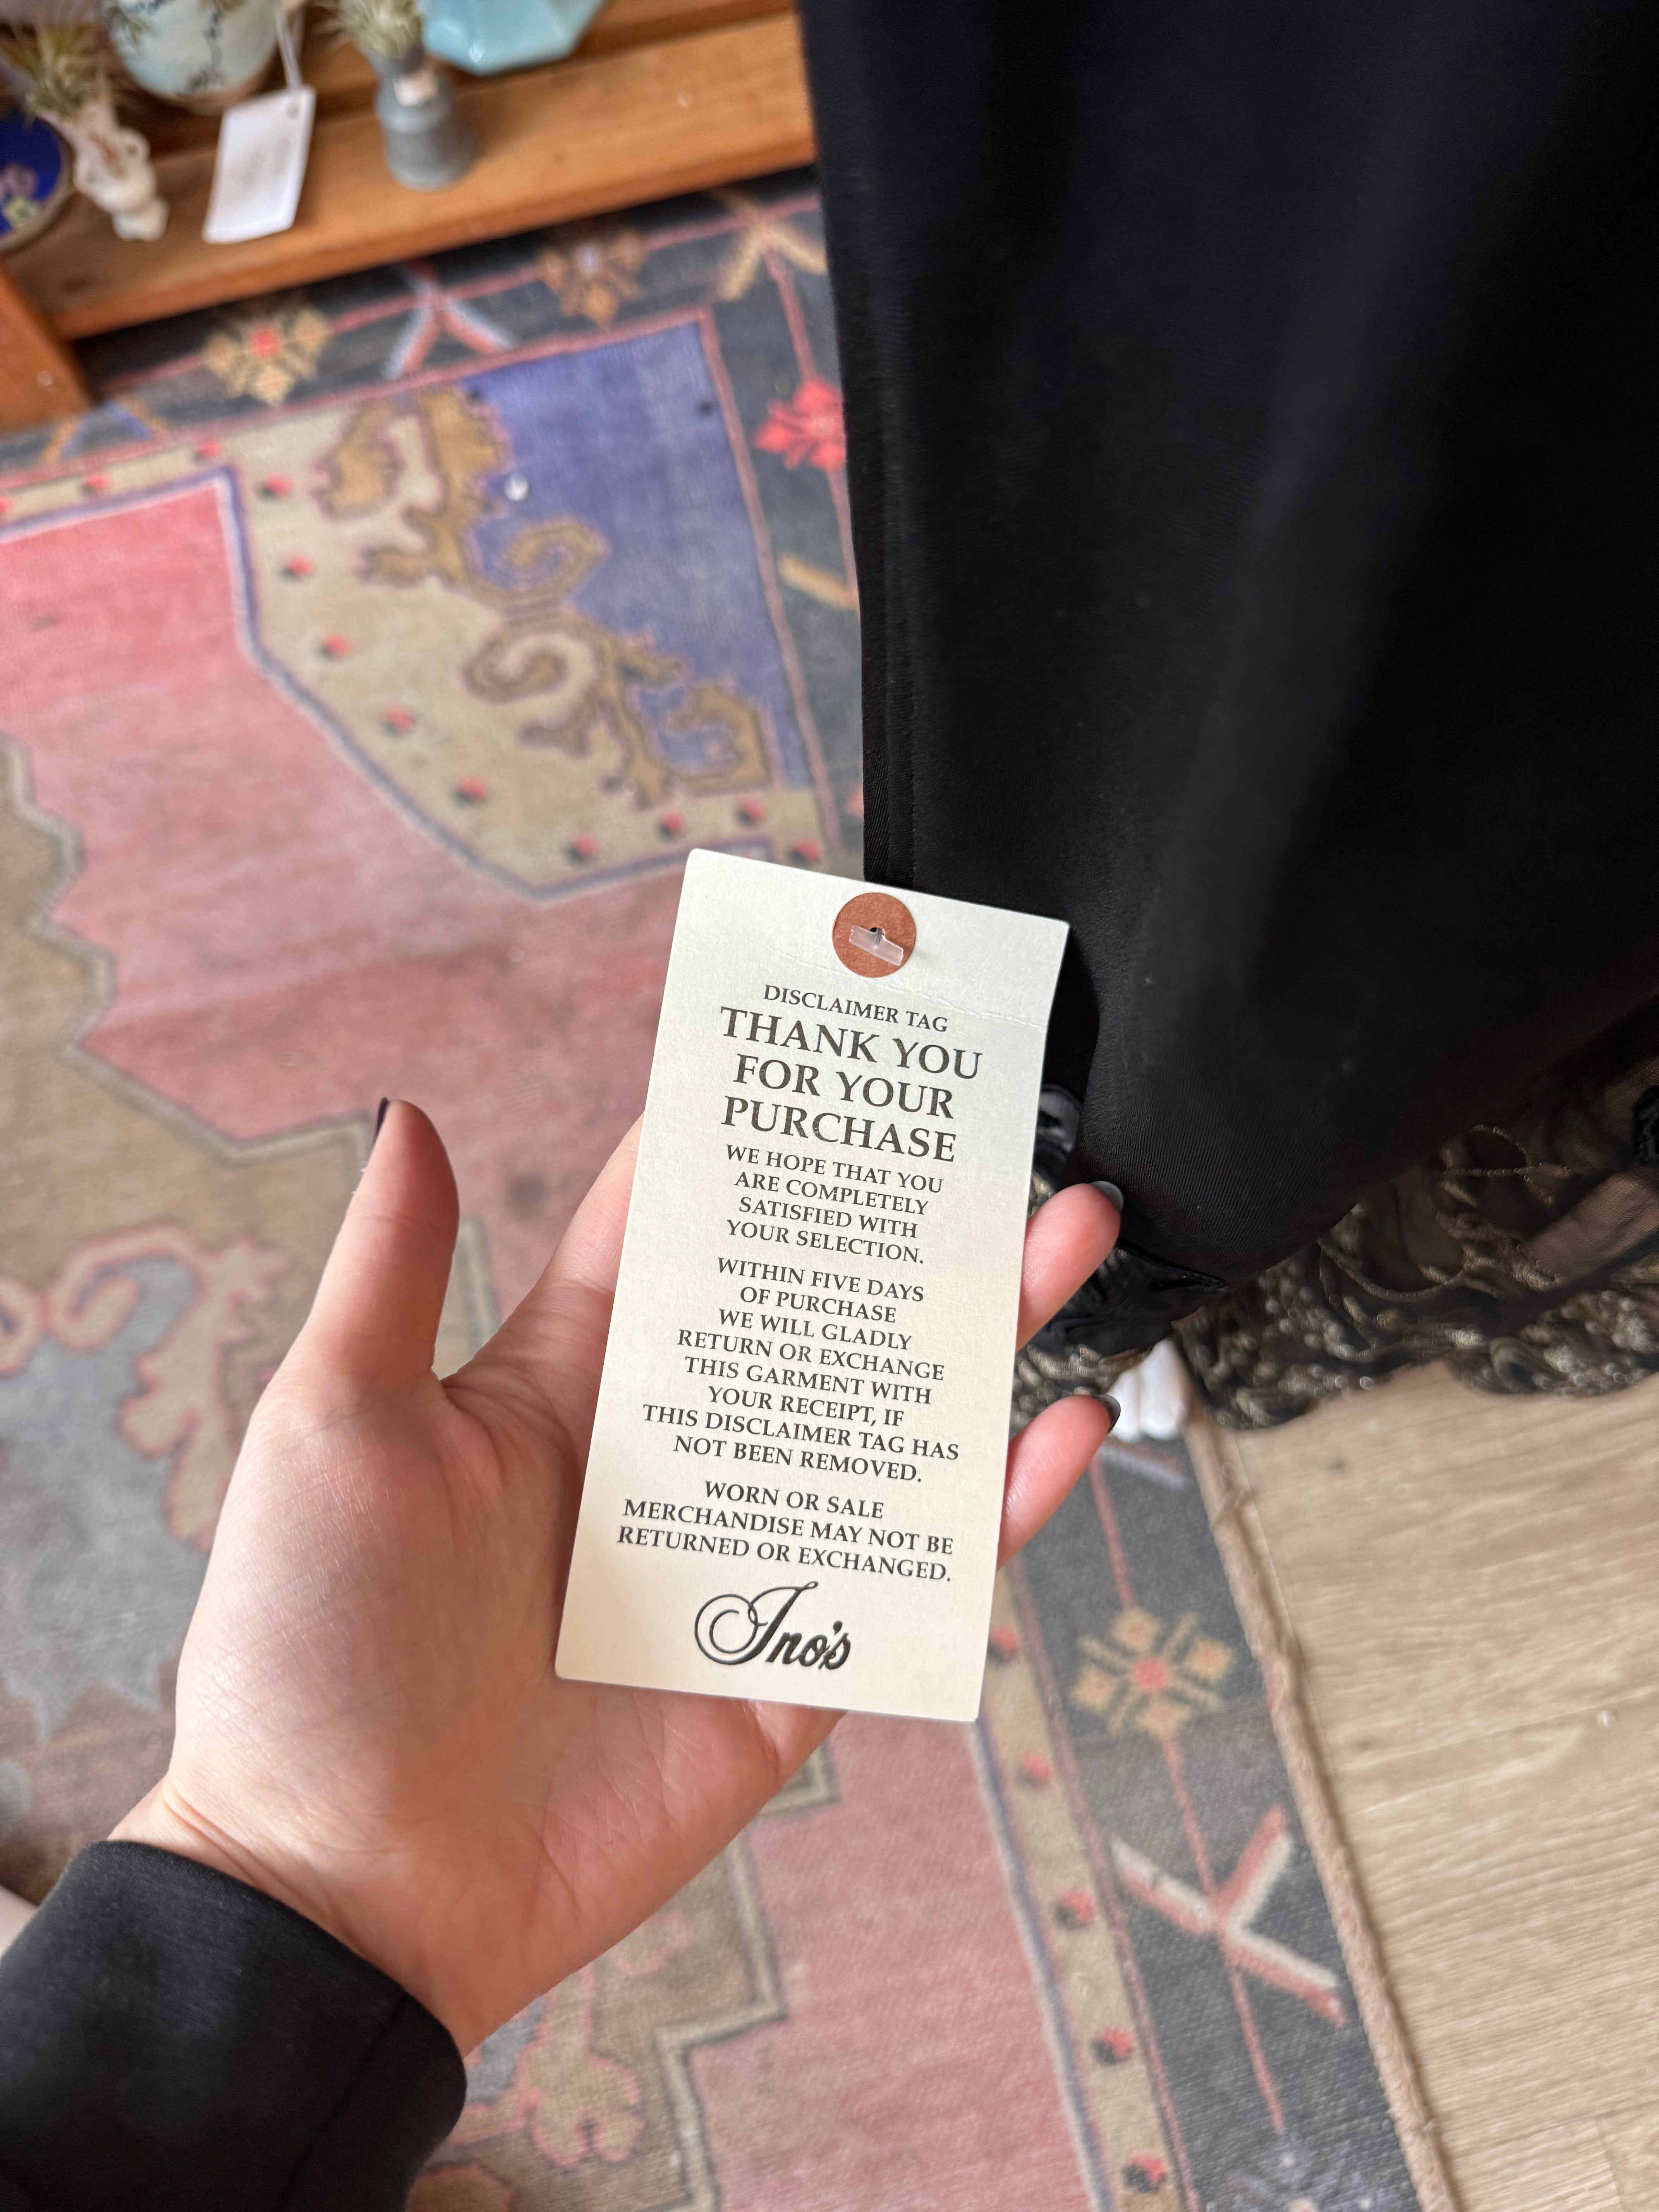 DISCLAIMER TAG
THANK YOU
FOR YOUR
PURCHASE
WE HOPE THAT YOU
ARE COMPLETELY
SATISFIED WITH
YOUR SELECTION.
WITHIN FIVE DAYS
OF PURCHASE
WE WILL GLADLY
RETURN OR EXCHANGE
THIS GARMENT WITH
YOUR RECEIPT, IF
THIS DISCLAIMER TAG HAS
NOT BEEN REMOVED.
WORN OR SALE
MERCHANDISE MAY NOT BE
RETURNED OR EXCHANGED.
Ino's